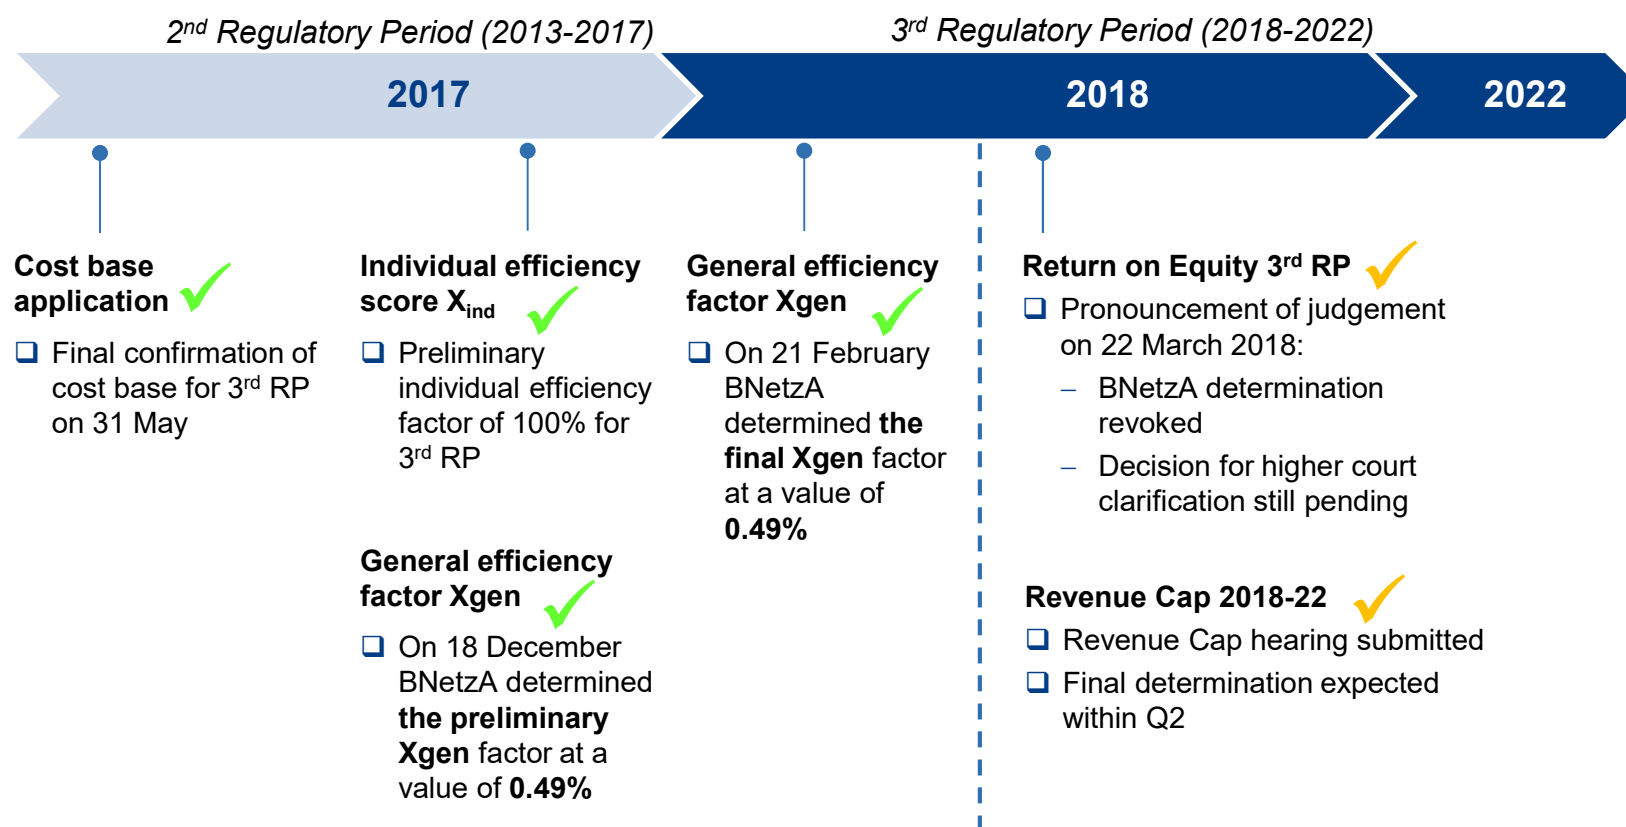 2nd Regulatory Period (2013-2017)
3rd Regulatory Period (2018-2022)
2017
2018
2022
Cost base
application
Final confirmation of
cost base for 3rd RP
on 31 May
Individual efficiency
score Xind
Preliminary
individual efficiency
factor of 100% for
3rd RP
General efficiency
factor Xgen
On 18 December
BNetzA determined
the preliminary
Xgen factor at a
value of 0.49%
General efficiency
factor Xgen
On 21 February
BNetzA
determined the
final Xgen factor
at a value of
0.49%
Return on Equity 3rd RP
Pronouncement of judgement
on 22 March 2018:
– BNetzA determination
revoked
– Decision for higher court
clarification still pending
Revenue Cap 2018-22
Revenue Cap hearing submitted
Final determination expected
within Q2